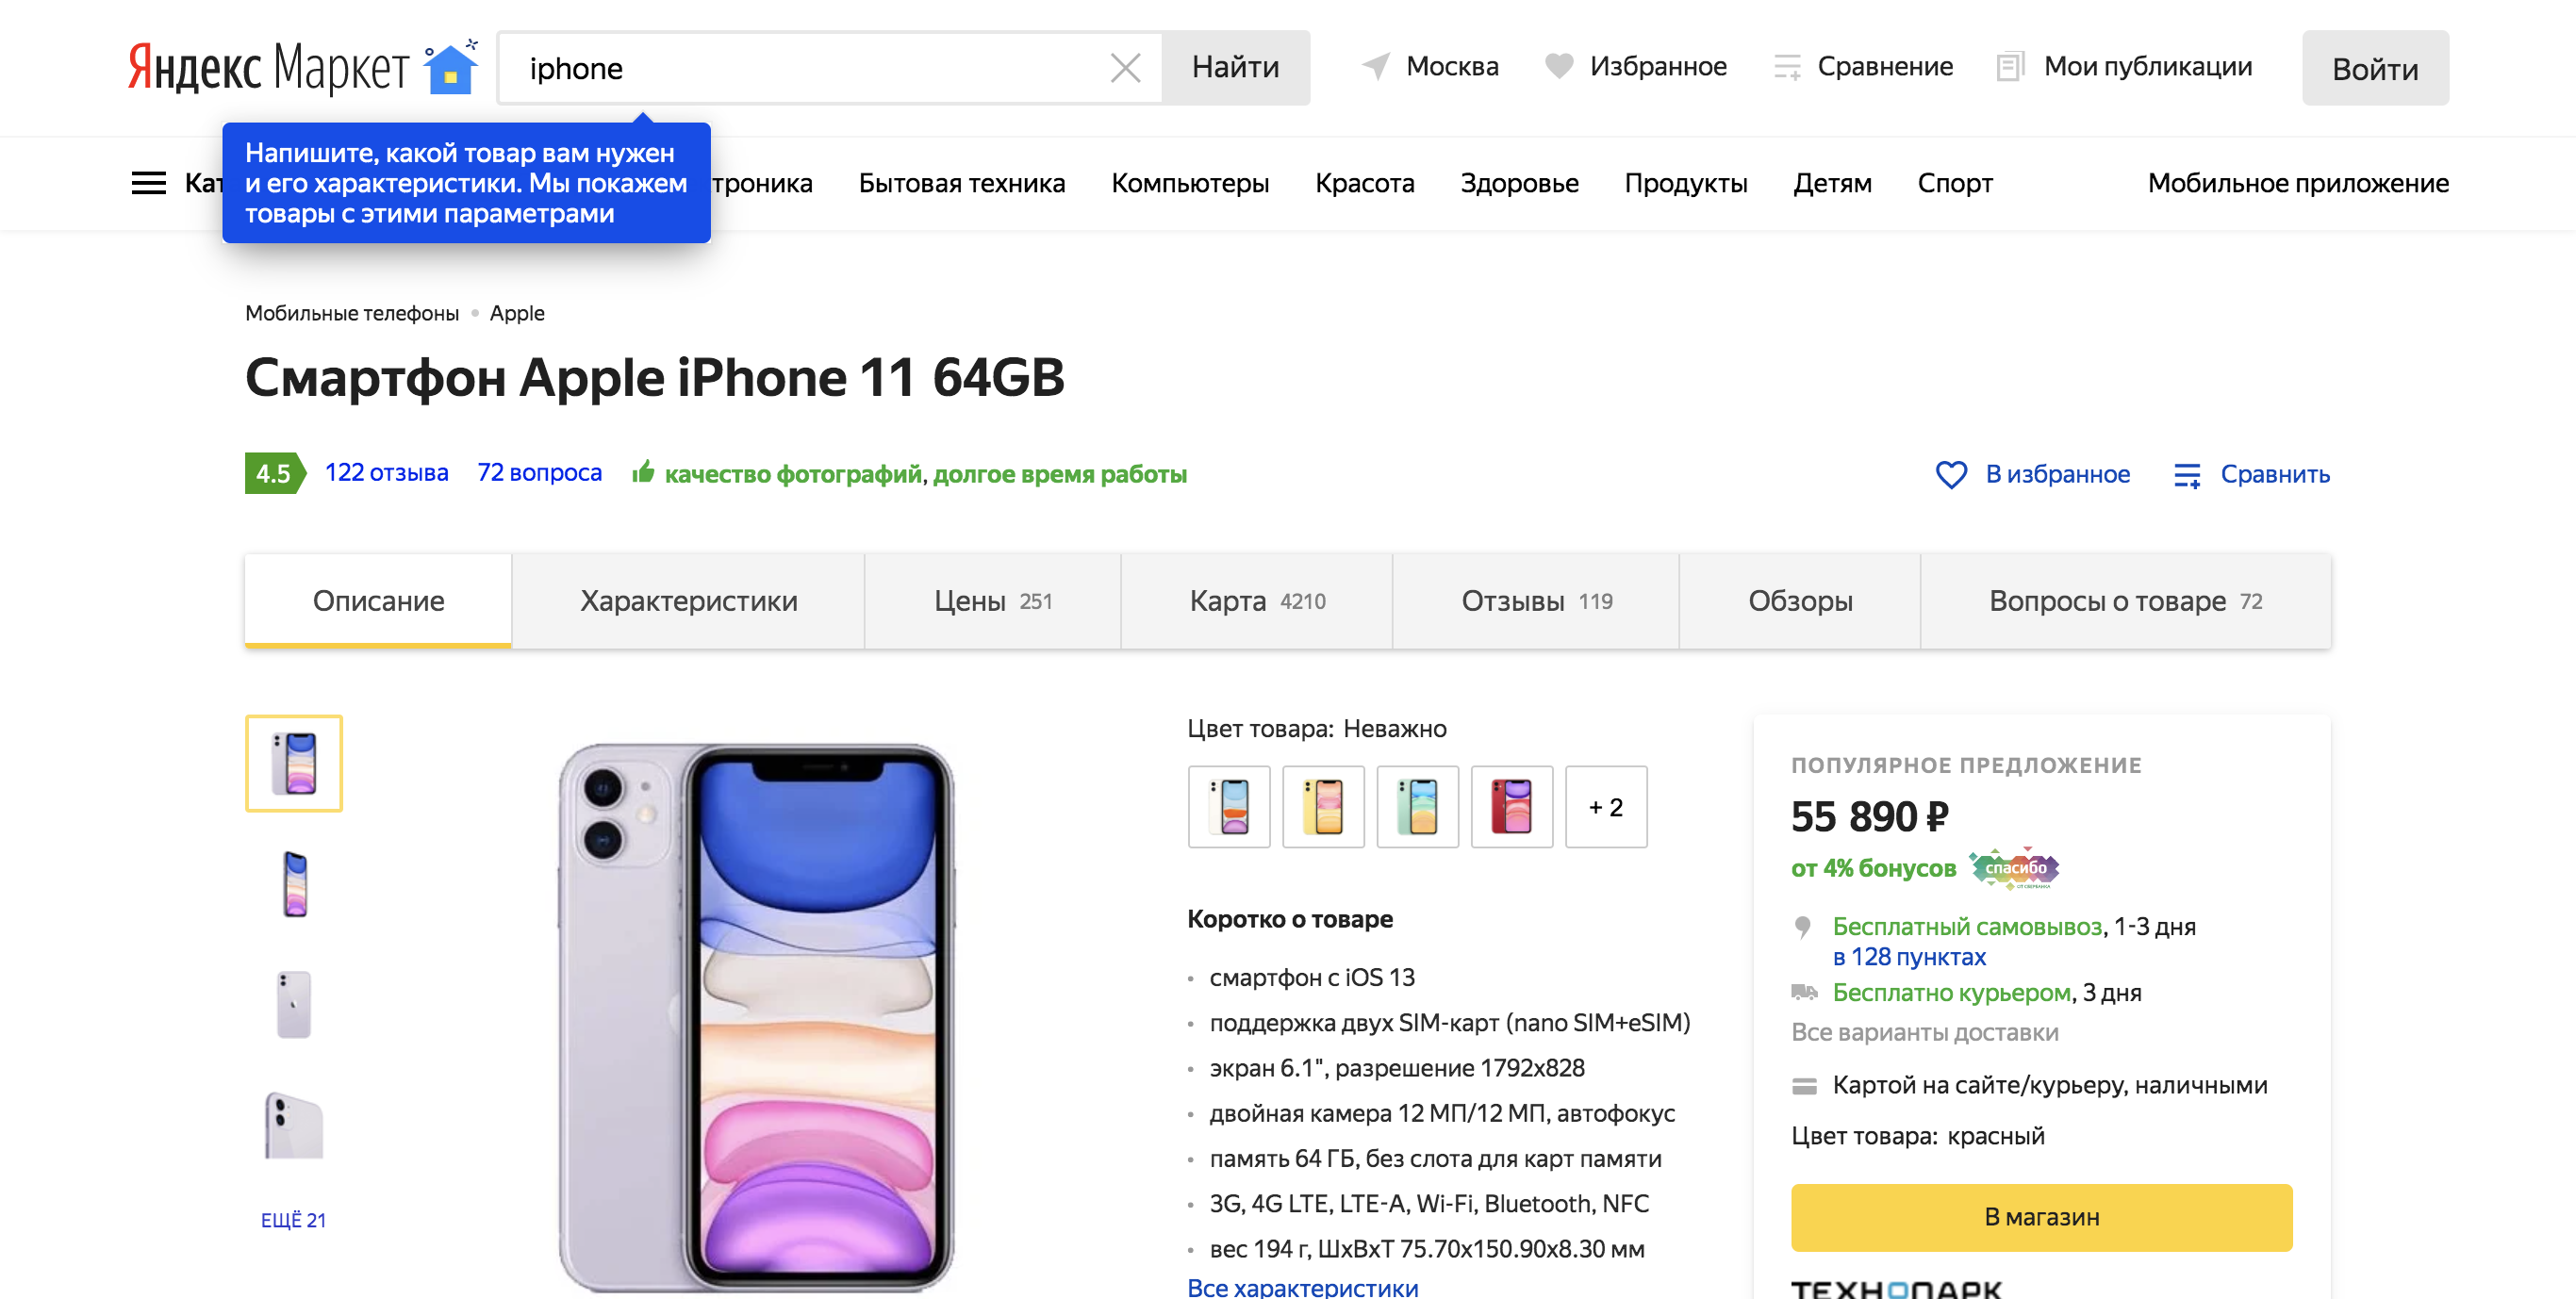 Яндекс Маркет
iphone
Найти
Москва
Избранное
Сравнение
Мои публикации
Войти
Напишите, какой товар вам нужен
и его характеристики. Мы покажем
товары с этими параметрами
Кат
троника
Бытовая техника
Компьютеры
Красота
Здоровье
Продукты
Детям
Спорт
Мобильное приложение
Мобильные телефоны • Apple
Смартфон Apple iPhone 11 64GB
4.5
122 отзыва
72 вопроса
качество фотографий, долгое время работы
В избранное
Сравнить
Описание
Характеристики
Цены 251
Карта 4210
Отзывы 119
Обзоры
Вопросы о товаре 72
ЕЩЁ 21
Цвет товара: Неважно
+ 2
Коротко о товаре
• смартфон с iOS 13
• поддержка двух SIM-карт (nano SIM+eSIM)
• экран 6.1", разрешение 1792x828
• двойная камера 12 МП/12 МП, автофокус
• память 64 ГБ, без слота для карт памяти
• 3G, 4G LTE, LTE-A, Wi-Fi, Bluetooth, NFC
• вес 194 г, ШxВxТ 75.70x150.90x8.30 мм
Все характеристики
ПОПУЛЯРНОЕ ПРЕДЛОЖЕНИЕ
55 890 ₽
от 4% бонусов
спасибо
ОТ СБЕРБАНКА
Бесплатный самовывоз, 1-3 дня
в 128 пунктах
Бесплатно курьером, 3 дня
Все варианты доставки
Картой на сайте/курьеру, наличными
Цвет товара: красный
В магазин
ТЕХНОПАРК